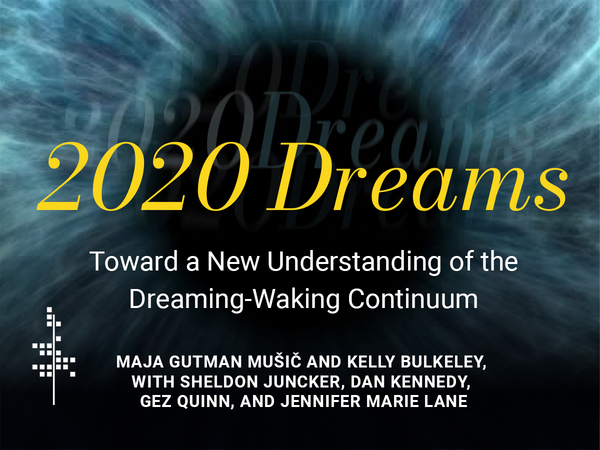 2020 Dreams
Toward a New Understanding of the
Dreaming-Waking Continuum
MAJA GUTMAN MUŠIČ AND KELLY BULKELEY,
WITH SHELDON JUNCKER, DAN KENNEDY,
GEZ QUINN, AND JENNIFER MARIE LANE